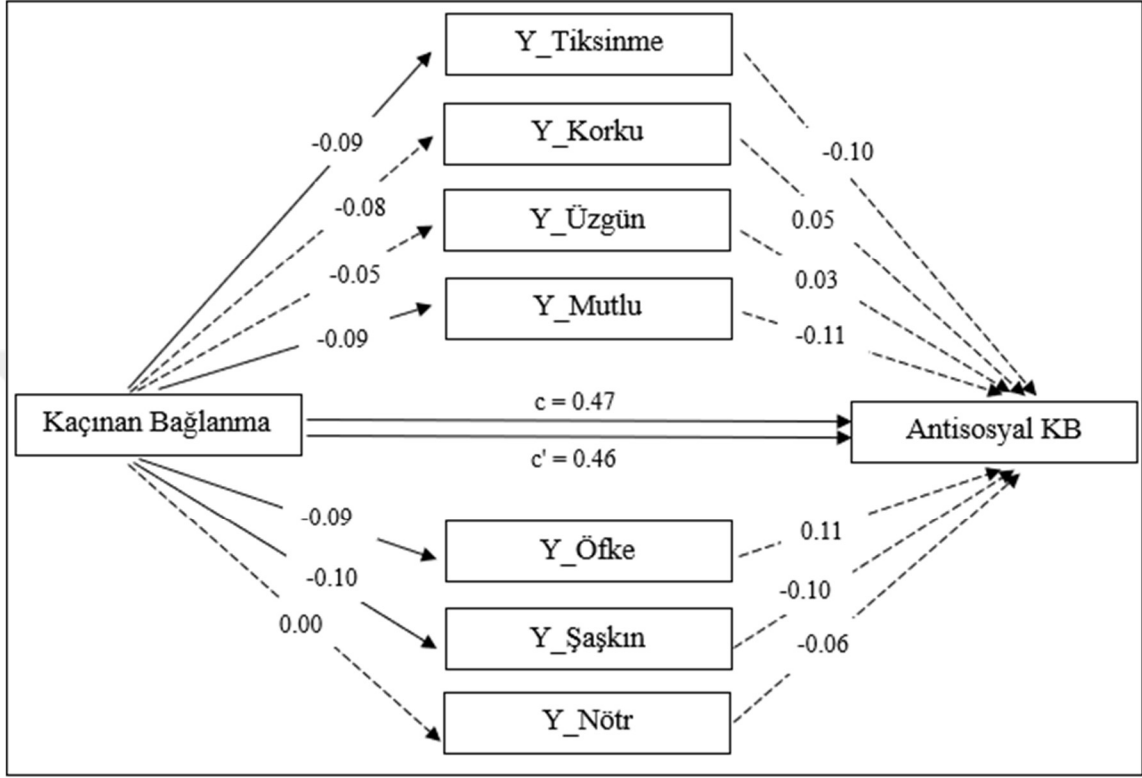 Y_Tiksinme
-0.09
-0.10
Y_Korku
-0.08
0.05
Y_Üzgün
-0.05
0.03
Y_Mutlu
-0.09
-0.11
Kaçınan Bağlanma
c = 0.47
c' = 0.46
Antisosyal KB
-0.09
Y_Öfke
0.11
-0.10
Y_Şaşkın
-0.10
0.00
Y_Nötr
-0.06